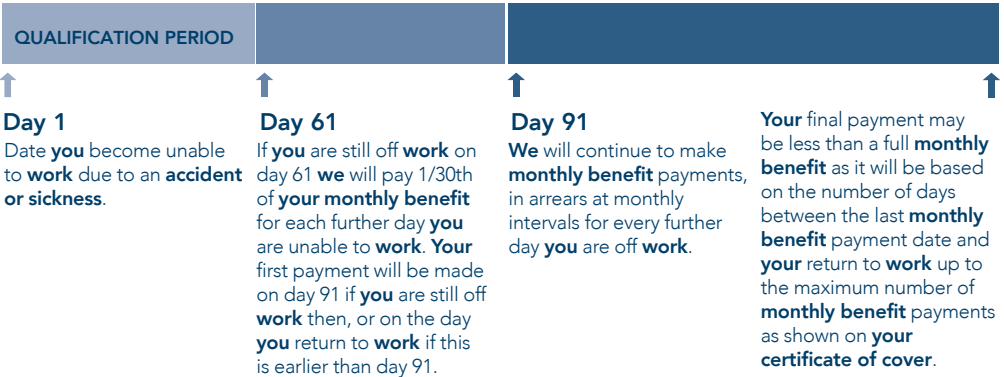 QUALIFICATION PERIOD
Day 1
Date you become unable
to work due to an accident
or sickness.
Day 61
If you are still off work on
day 61 we will pay 1/30th
of your monthly benefit
for each further day you
are unable to work. Your
first payment will be made
on day 91 if you are still off
work then, or on the day
you return to work if this
is earlier than day 91.
Day 91
We will continue to make
monthly benefit payments,
in arrears at monthly
intervals for every further
day you are off work.
Your final payment may
be less than a full monthly
benefit as it will be based
on the number of days
between the last monthly
benefit payment date and
your return to work up to
the maximum number of
monthly benefit payments
as shown on your
certificate of cover.